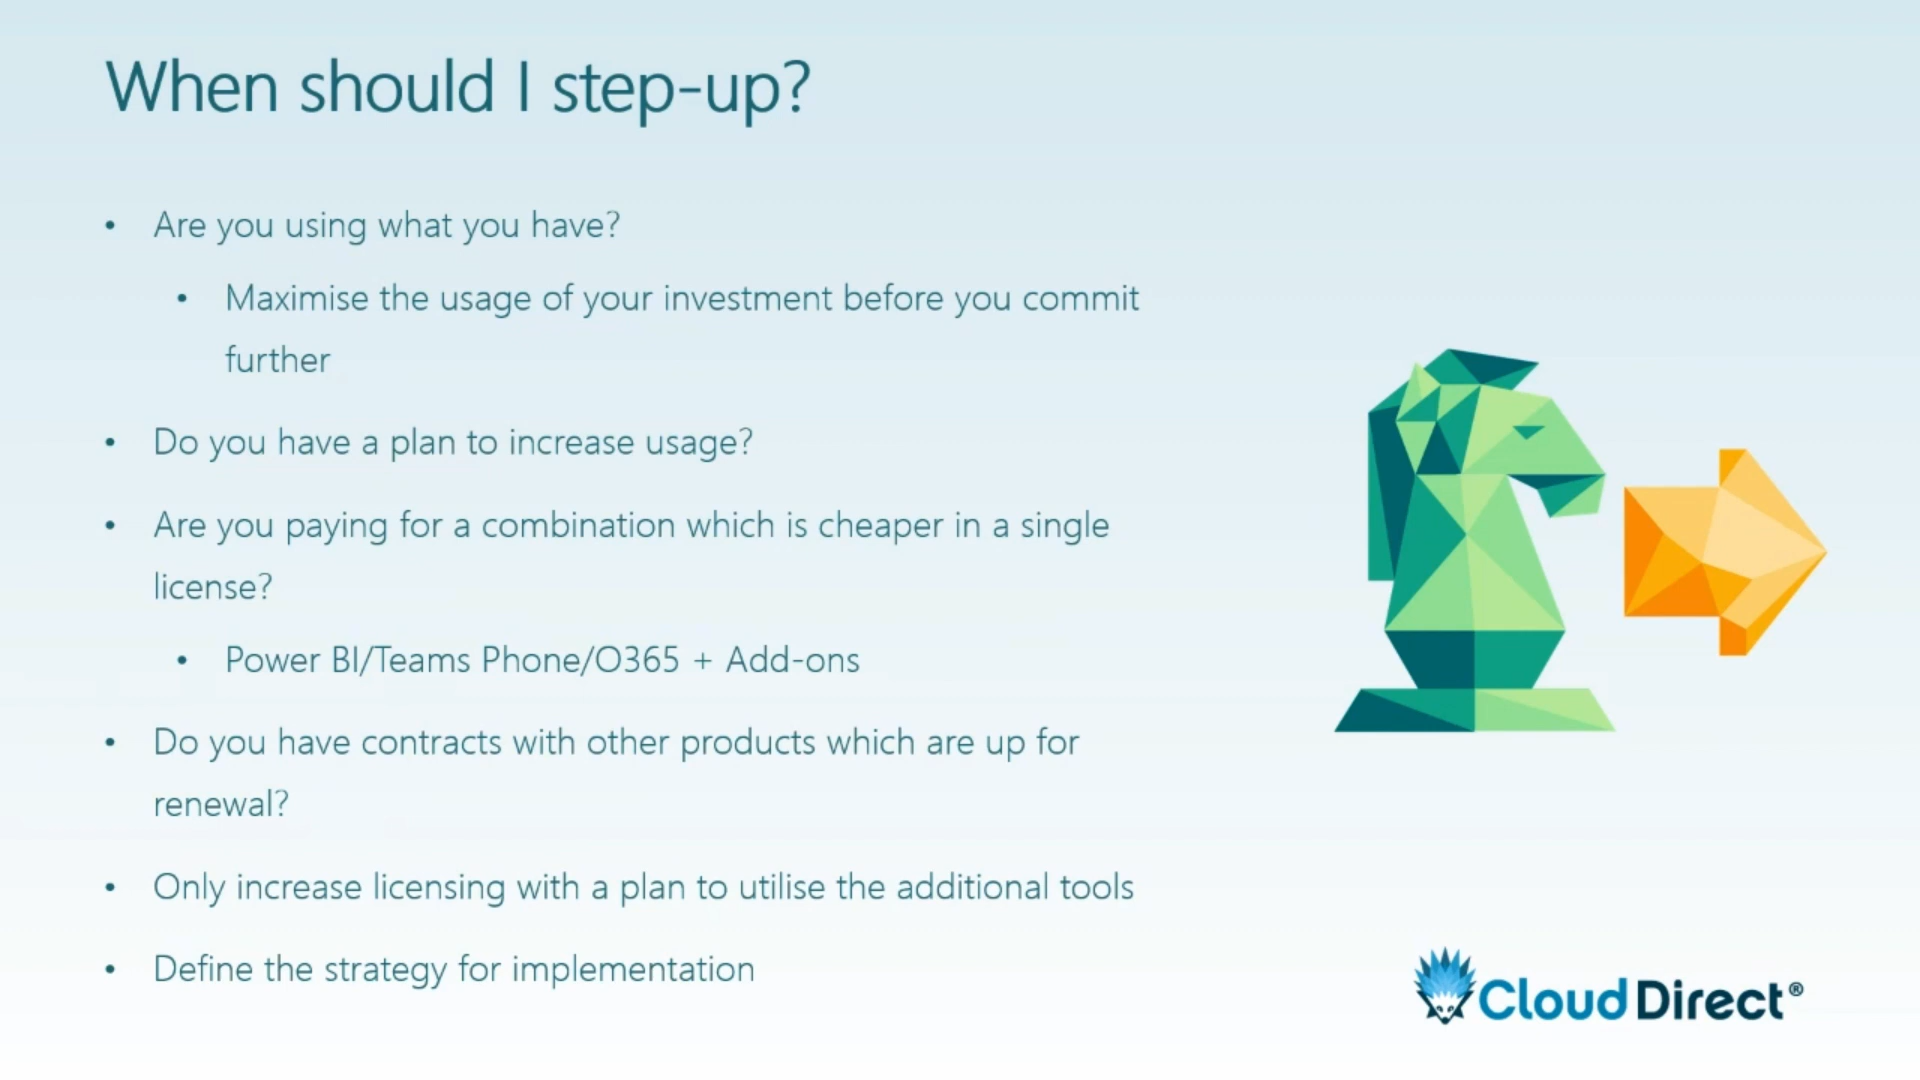 When should I step-up?
• Are you using what you have?
• Maximise the usage of your investment before you commit
further
• Do you have a plan to increase usage?
• Are you paying for a combination which is cheaper in a single
license?
• Power BI/Teams Phone/O365 + Add-ons
• Do you have contracts with other products which are up for
renewal?
• Only increase licensing with a plan to utilise the additional tools
• Define the strategy for implementation
Cloud Direct®